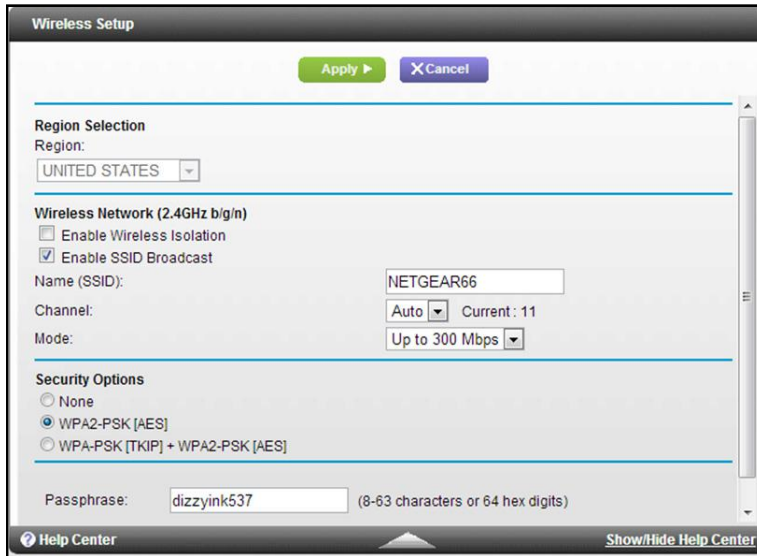 Wireless Setup
Apply Cancel
Region Selection
Region:
UNITED STATES
Wireless Network (2.4GHz b/g/n)
Enable Wireless Isolation
Enable SSID Broadcast
Name (SSID): NETGEAR66
Channel: Auto Current : 11
Mode: Up to 300 Mbps
Security Options
None
WPA2-PSK [AES]
WPA-PSK [TKIP] + WPA2-PSK [AES]
Passphrase: dizzyink537 (8-63 characters or 64 hex digits)
Help Center Show/Hide Help Center